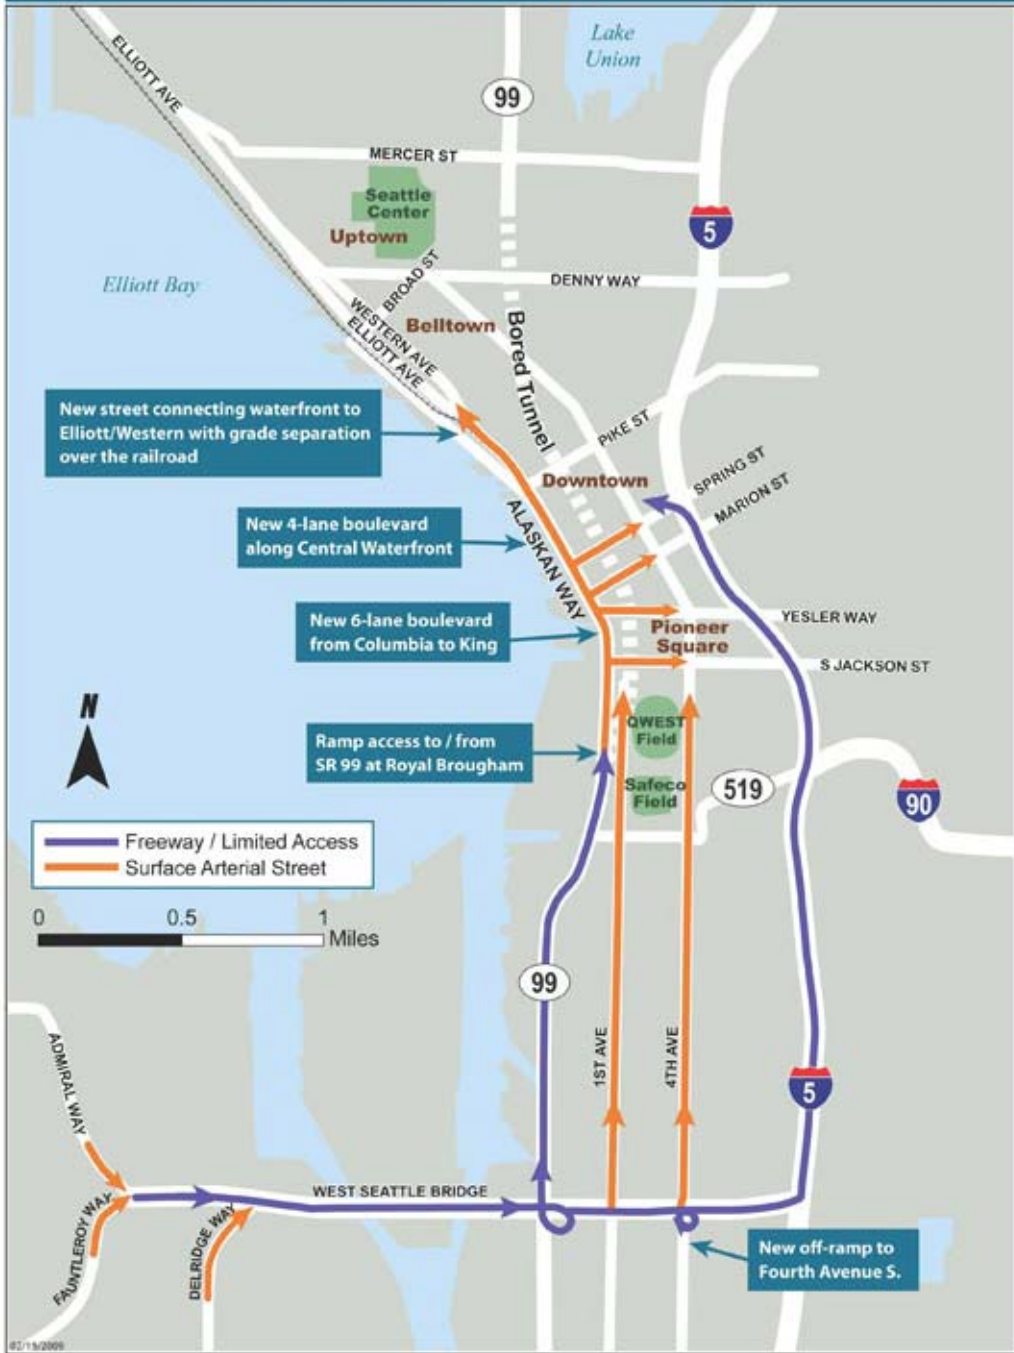 Lake
Union
ELLIOTT AVE
99
MERCER ST
Seattle
Center
5
Uptown
BROAD ST
DENNY WAY
Elliott Bay
WESTERN AVE
ELLIOTT AVE
Belltown
Bored Tunnel
New street connecting waterfront to
Elliott/Western with grade separation
over the railroad
PIKE ST
SPRING ST
Downtown
MARION ST
New 4-lane boulevard
along Central Waterfront
ALASKAN WAY
New 6-lane boulevard
from Columbia to King
YESLER WAY
Pioneer
Square
S JACKSON ST
N
QWEST
Field
Ramp access to / from
SR 99 at Royal Brougham
Safeco
Field
519
90
Freeway / Limited Access
Surface Arterial Street
0 0.5 1
Miles
99
ADMIRAL WAY
1ST AVE
4TH AVE
5
WEST SEATTLE BRIDGE
FAUNTLEROY WAY
DELRIDGE WAY
New off-ramp to
Fourth Avenue S.
02/19/2009